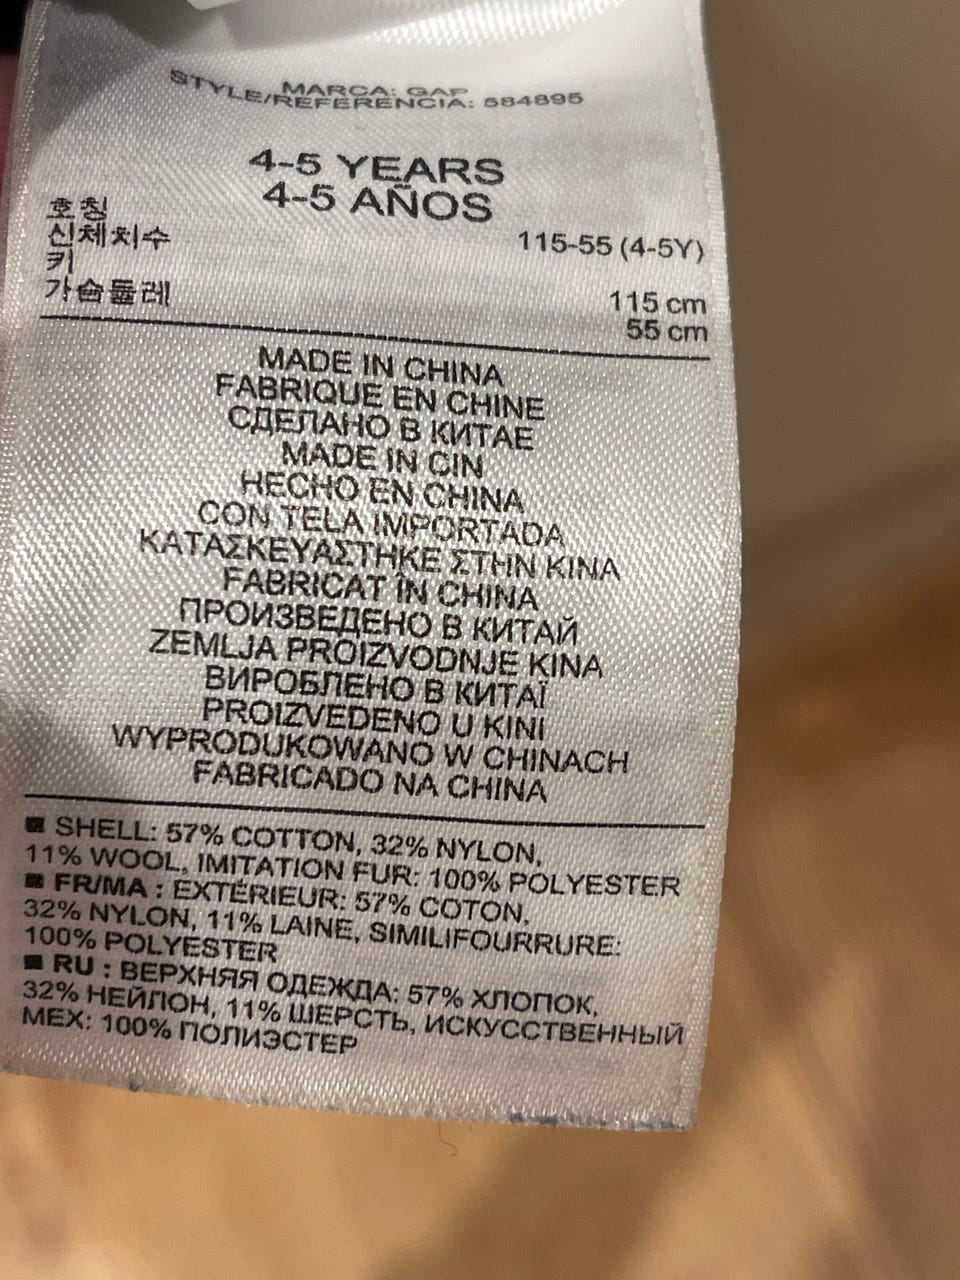 MARCA: GAP
STYLE/REFERENCIA: 584895
4-5 YEARS
4-5 AÑOS
호칭
신체치수 115-55 (4-5Y)
키 115 cm
가슴둘레 55 cm
MADE IN CHINA
FABRIQUE EN CHINE
СДЕЛАНО В КИТАЕ
MADE IN CIN
HECHO EN CHINA
CON TELA IMPORTADA
ΚΑΤΑΣΚΕΥΑΣΤΗΚΕ ΣΤΗΝ ΚΙΝΑ
FABRICAT ÎN CHINA
ПРОИЗВЕДЕНО В КИТАЙ
ZEMLJA PROIZVODNJE KINA
ВИРОБЛЕНО В КИТАЇ
PROIZVEDENO U KINI
WYPRODUKOWANO W CHINACH
FABRICADO NA CHINA
■ SHELL: 57% COTTON, 32% NYLON,
11% WOOL, IMITATION FUR: 100% POLYESTER
■ FR/MA : EXTÉRIEUR: 57% COTON,
32% NYLON, 11% LAINE, SIMILIFOURRURE:
100% POLYESTER
■ RU : ВЕРХНЯЯ ОДЕЖДА: 57% ХЛОПОК,
32% НЕЙЛОН, 11% ШЕРСТЬ, ИСКУССТВЕННЫЙ
МЕХ: 100% ПОЛИЭСТЕР